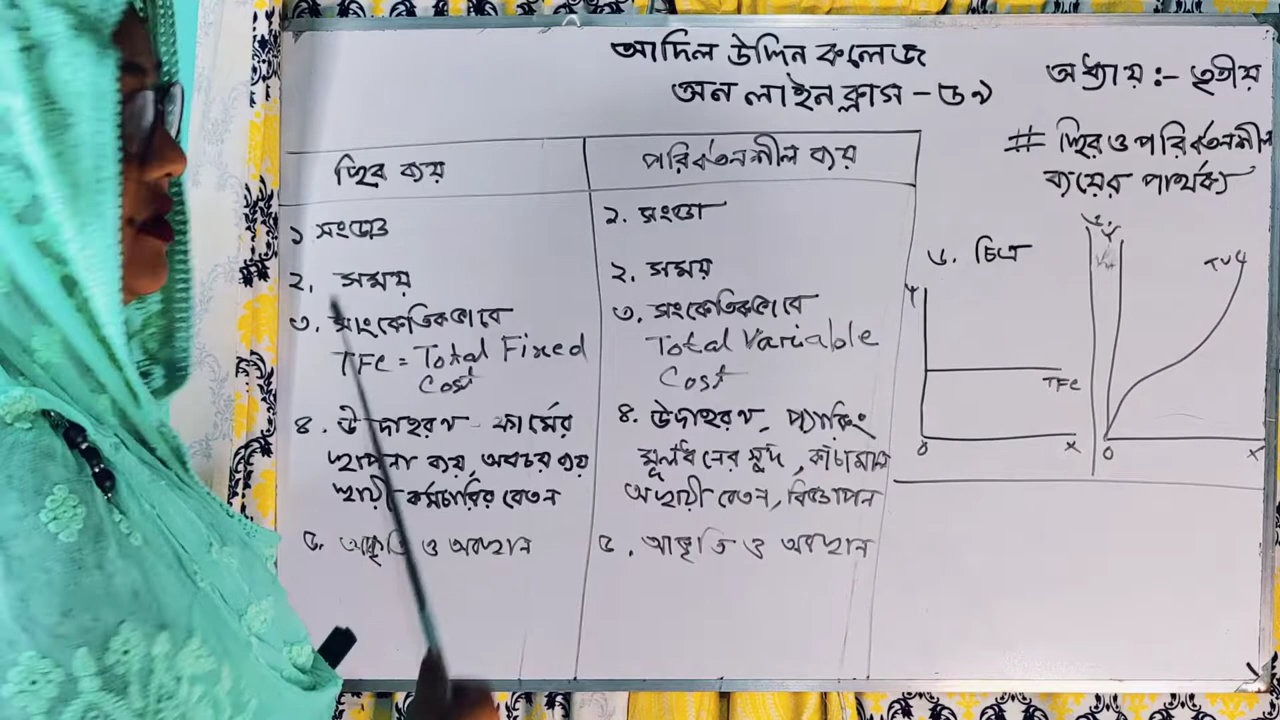 আদিল উদ্দিন কলেজ
অন লাইন ক্লাস - ৩৯
অধ্যায় :- তৃতীয়
# স্থির ও পরিবর্তনশীল
ব্যয়ের পার্থক্য
স্থির ব্যয়
১ সংজ্ঞা
২. সময়
৩. সাংকেতিকভাবে
TFC = Total Fixed
Cost
৪. উদাহরণ - ফার্মের
স্থাপনা ব্যয়, অবচয় ব্যয়
স্থায়ী কর্মচারির বেতন
৫. আকৃতি ও অবস্থান
পরিবর্তনশীল ব্যয়
১. সংজ্ঞা
২. সময়
৩. সংকেতিকভাবে
Total Variable
Cost
৪. উদাহরণ, প্যাকিং
মূলধনের সুদ, কাঁচামাল
অস্থায়ী বেতন, বিজ্ঞাপন
৫. আকৃতি ও অবস্থান
৬. চিত্র
Y
TFC
0
X
Y
TVC
0
X